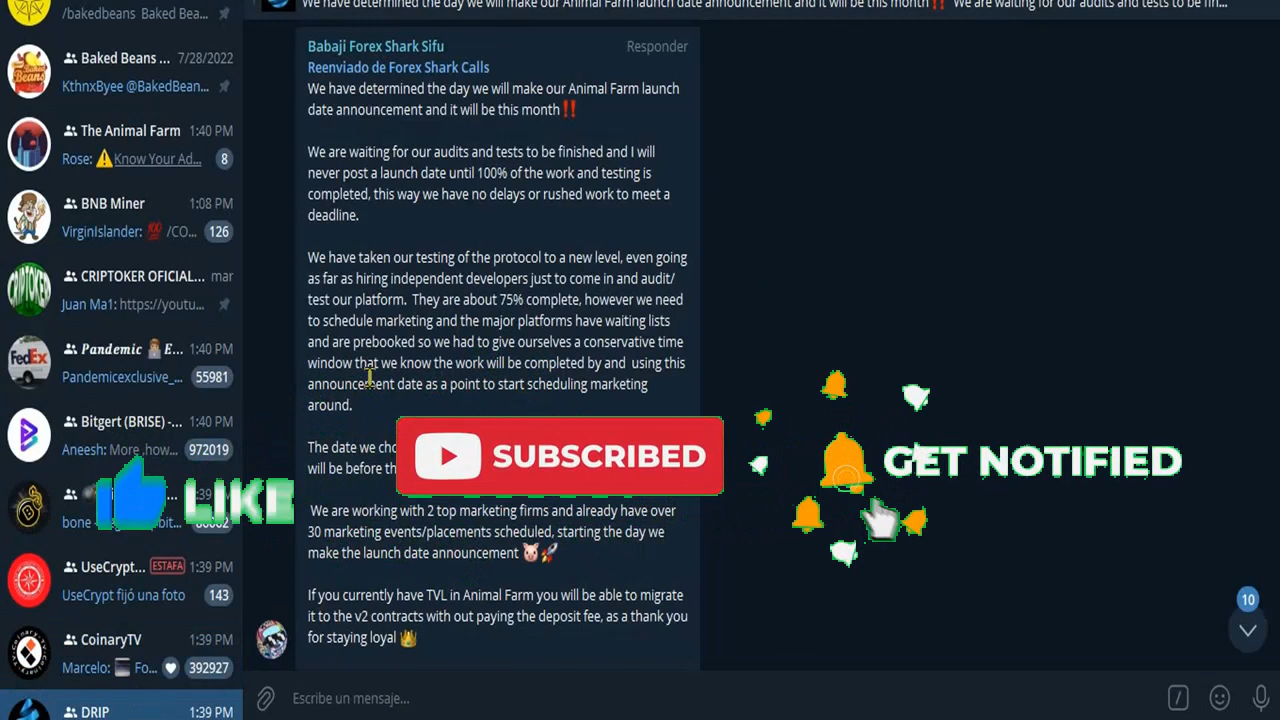 /bakedbeans Baked Bea...
We have determined the day we will make our Animal Farm launch date announcement and it will be this month‼️ We are waiting for our audits and tests to be fin...
Baked Beans ...
7/28/2022
KthnxByee @BakedBean...
The Animal Farm
1:40 PM
Rose: ⚠️Know Your Ad...
8
BNB Miner
1:08 PM
VirginIslander: 💯 /CO...
126
CRIPTOKER OFICIAL...
mar
Juan Ma1: https://youtu...
CRIPTOKER
Pandemic E...
1:40 PM
Pandemicexclusive_...
55981
FedEx
Bitgert (BRISE) -...
1:40 PM
Aneesh: More ,how...
972019
bone
UseCrypt...
ESTAFA
1:39 PM
UseCrypt fijó una foto
143
CoinaryTV
1:39 PM
Marcelo: Fo...
392927
DRIP
1:39 PM
Babaji Forex Shark Sifu
Responder
Reenviado de Forex Shark Calls
We have determined the day we will make our Animal Farm launch
date announcement and it will be this month‼️
We are waiting for our audits and tests to be finished and I will
never post a launch date until 100% of the work and testing is
completed, this way we have no delays or rushed work to meet a
deadline.
We have taken our testing of the protocol to a new level, even going
as far as hiring independent developers just to come in and audit/
test our platform. They are about 75% complete, however we need
to schedule marketing and the major platforms have waiting lists
and are prebooked so we had to give ourselves a conservative time
window that we know the work will be completed by and using this
announcement date as a point to start scheduling marketing
around.
The date we cho
will be before th
We are working with 2 top marketing firms and already have over
30 marketing events/placements scheduled, starting the day we
make the launch date announcement 🐷🚀
If you currently have TVL in Animal Farm you will be able to migrate
it to the v2 contracts with out paying the deposit fee, as a thank you
for staying loyal 👑
LIKE
SUBSCRIBED
GET NOTIFIED
10
Escribe un mensaje...